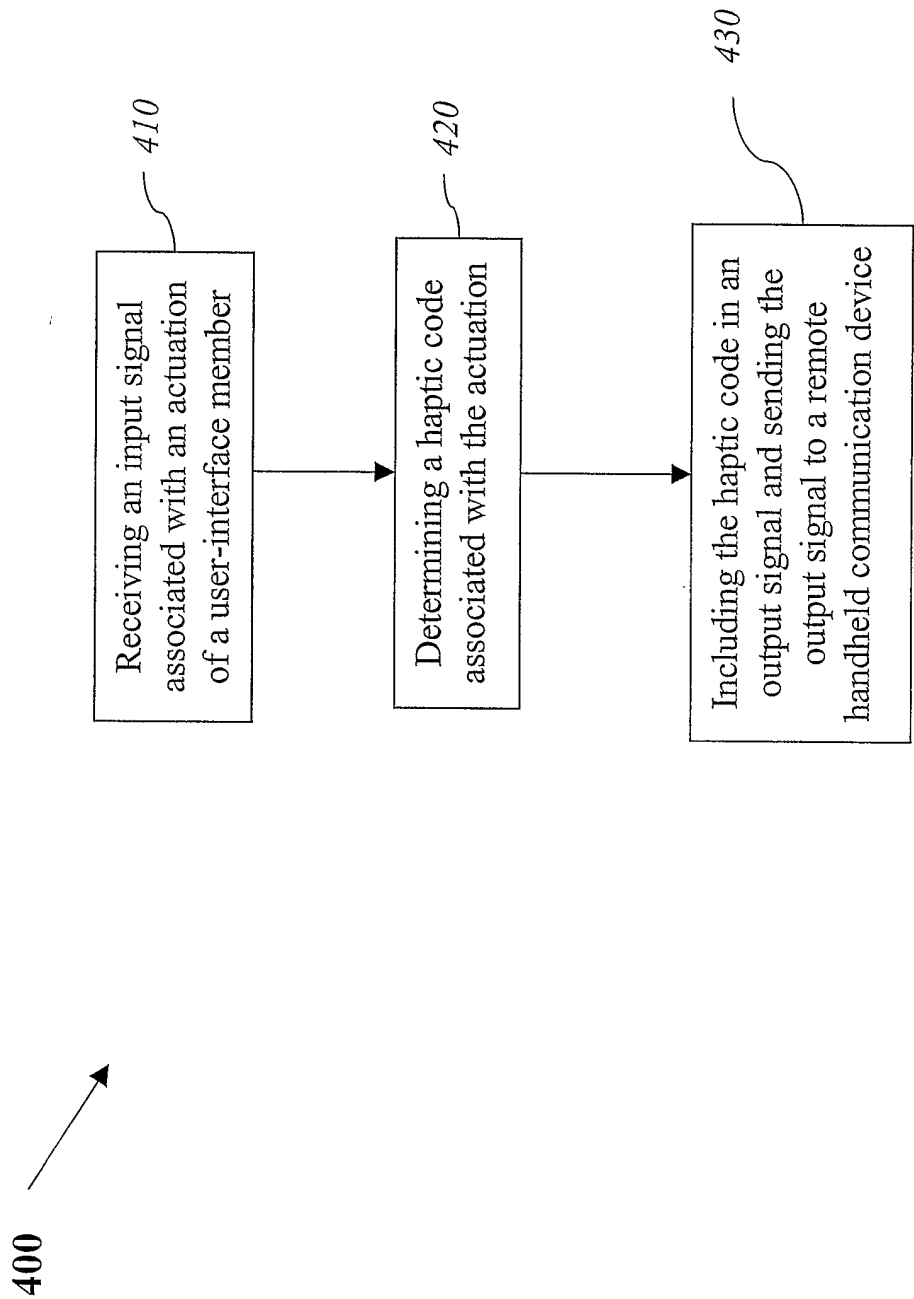 400
Receiving an input signal
associated with an actuation
of a user-interface member
410
Determining a haptic code
associated with the actuation
420
Including the haptic code in an
output signal and sending the
output signal to a remote
handheld communication device
430